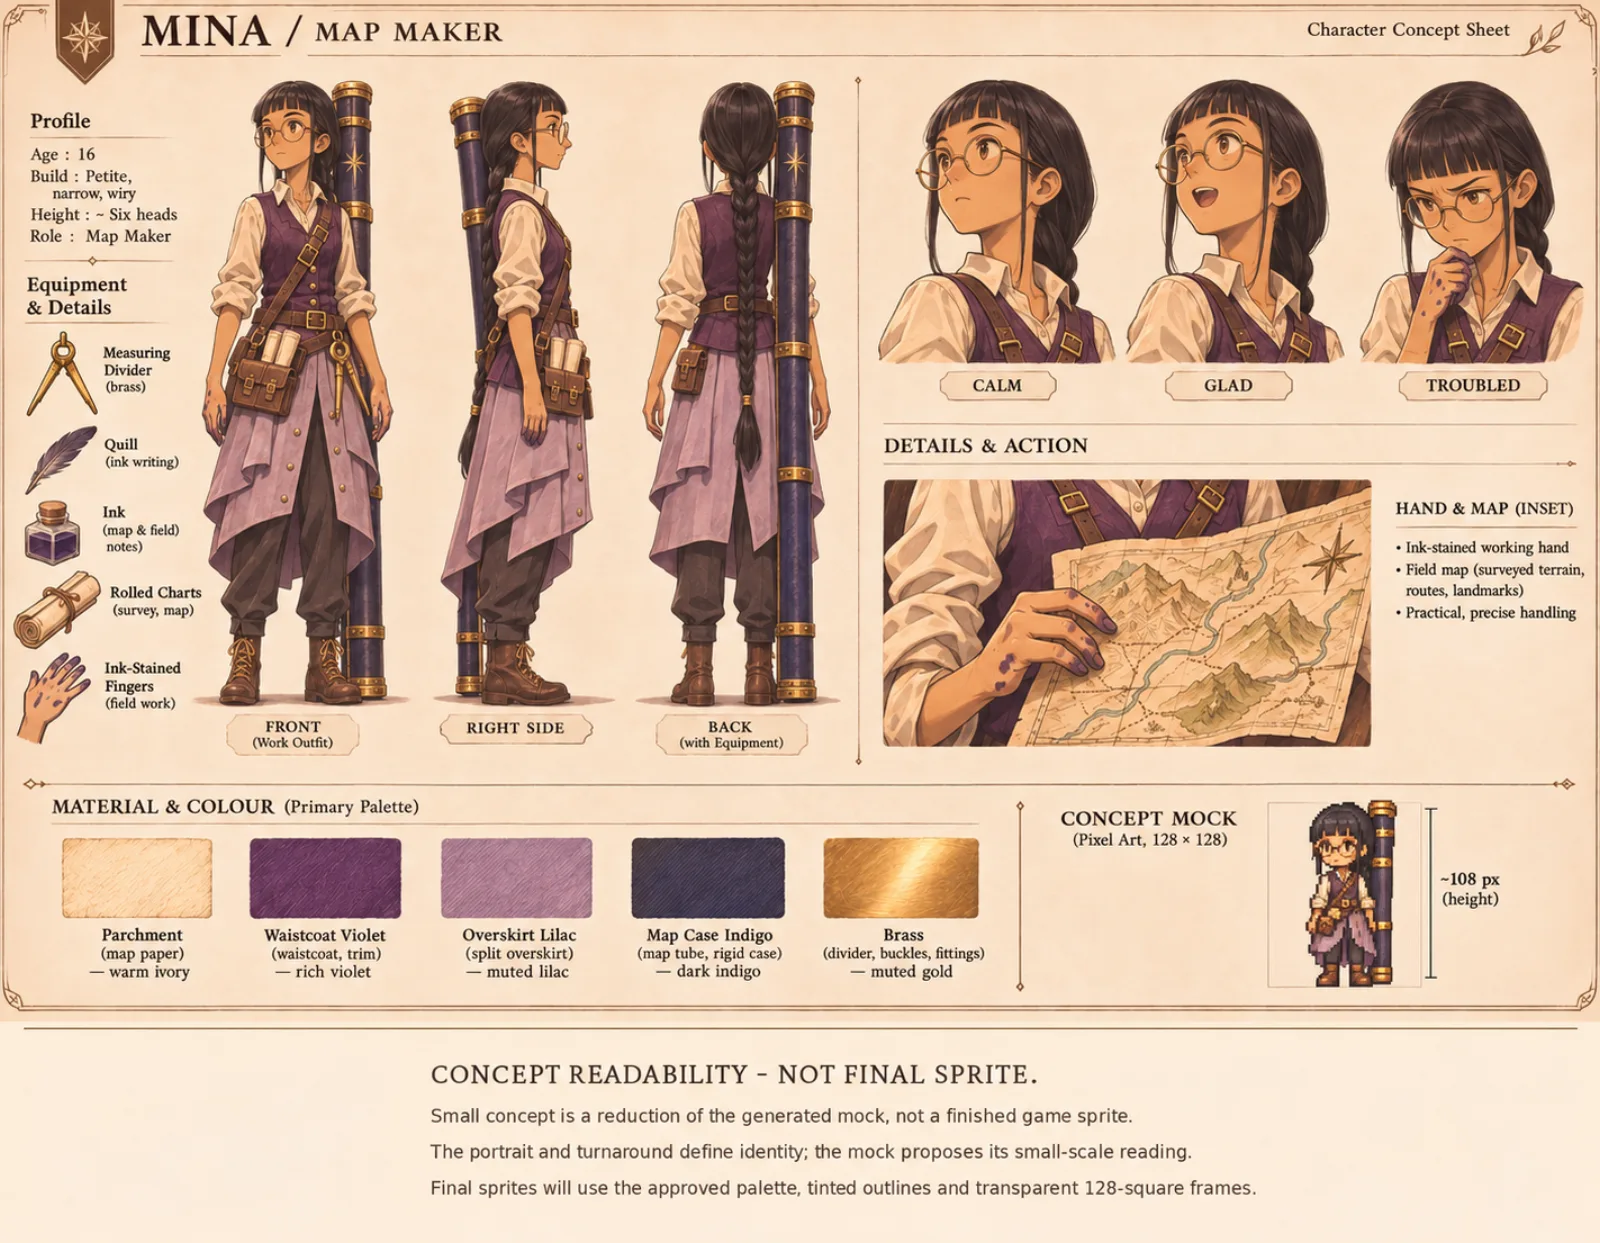 MINA / MAP MAKER
Character Concept Sheet
Profile
Age : 16
Build : Petite,
narrow, wiry
Height : ~ Six heads
Role : Map Maker
Equipment
& Details
Measuring
Divider
(brass)
Quill
(ink writing)
Ink
(map & field)
notes)
Rolled Charts
(survey, map)
Ink-Stained
Fingers
(field work)
FRONT
(Work Outfit)
RIGHT SIDE
BACK
(with Equipment)
CALM
GLAD
TROUBLED
DETAILS & ACTION
HAND & MAP (INSET)
• Ink-stained working hand
• Field map (surveyed terrain,
routes, landmarks)
• Practical, precise handling
MATERIAL & COLOUR (Primary Palette)
Parchment
(map paper)
— warm ivory
Waistcoat Violet
(waistcoat, trim)
— rich violet
Overskirt Lilac
(split overskirt)
— muted lilac
Map Case Indigo
(map tube, rigid case)
— dark indigo
Brass
(divider, buckles, fittings)
— muted gold
CONCEPT MOCK
(Pixel Art, 128 × 128)
~108 px
(height)
CONCEPT READABILITY – NOT FINAL SPRITE.
Small concept is a reduction of the generated mock, not a finished game sprite.
The portrait and turnaround define identity; the mock proposes its small-scale reading.
Final sprites will use the approved palette, tinted outlines and transparent 128-square frames.